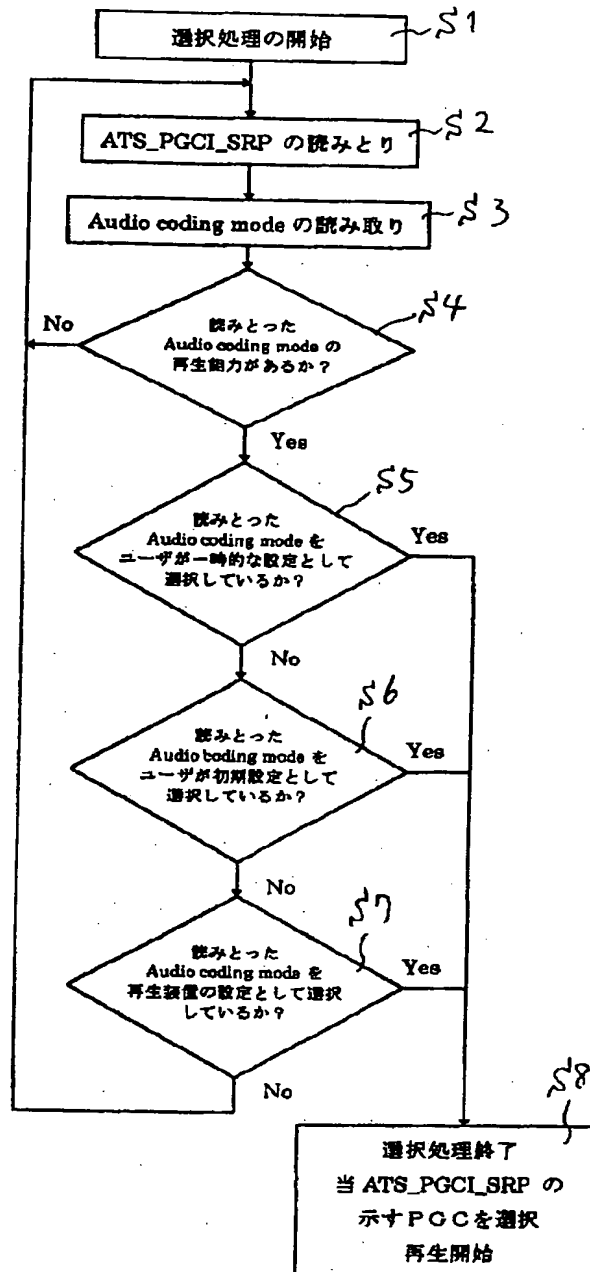 選択処理の開始
S1
ATS_PGCI_SRP の読みとり
S2
Audio coding mode の読み取り
S3
読みとった
Audio coding mode の
再生能力があるか？
S4
No
Yes
読みとった
Audio coding mode を
ユーザが一時的な設定として
選択しているか？
S5
Yes
No
読みとった
Audio coding mode を
ユーザが初期設定として
選択しているか？
S6
Yes
No
読みとった
Audio coding mode を
再生装置の設定として選択
しているか？
S7
Yes
No
S8
選択処理終了
当 ATS_PGCI_SRP の
示すＰＧＣを選択
再生開始